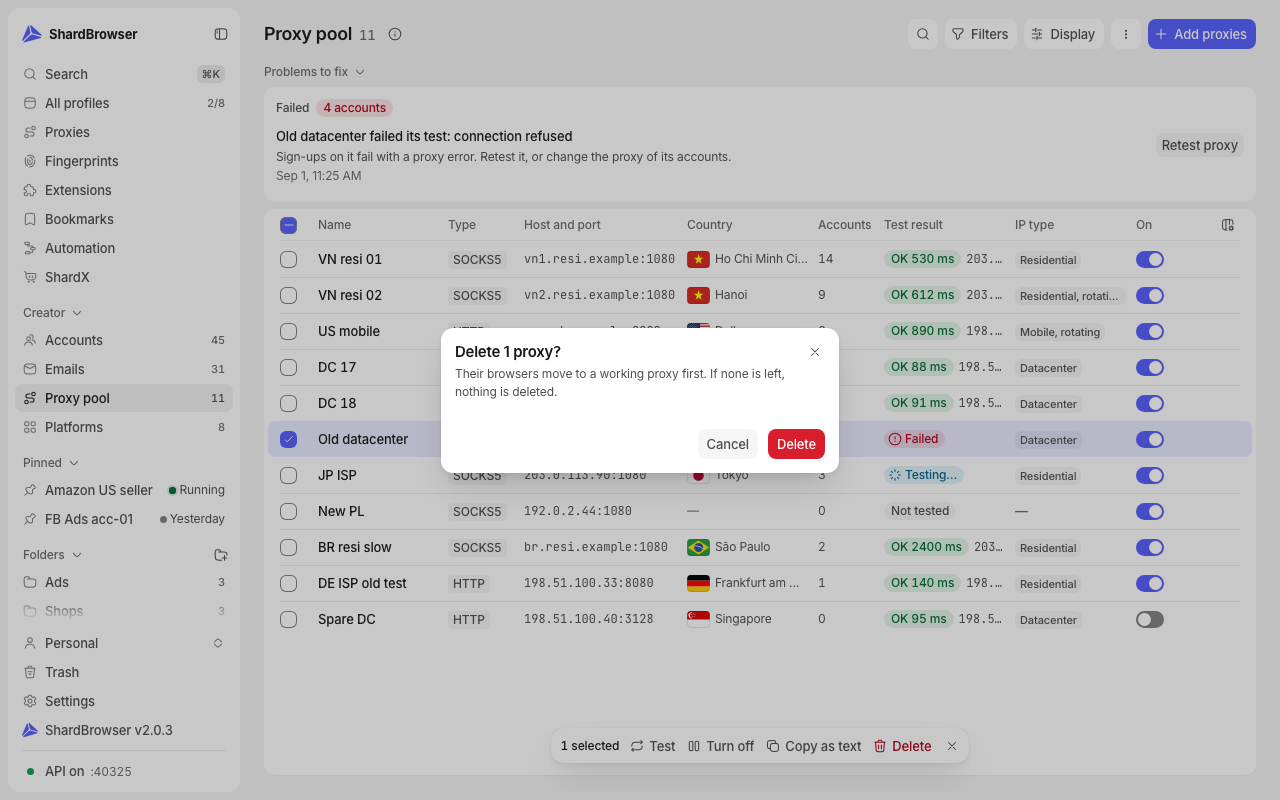 ShardBrowser
Search ⌘K
All profiles 2/8
Proxies
Fingerprints
Extensions
Bookmarks
Automation
ShardX
Creator
Accounts 45
Emails 31
Proxy pool 11
Platforms 8
Pinned
Amazon US seller Running
FB Ads acc-01 Yesterday
Folders
Ads 3
Shops 3
Personal
Trash
Settings
ShardBrowser v2.0.3
API on :40325
Proxy pool 11
Filters Display Add proxies
Problems to fix
Failed 4 accounts
Old datacenter failed its test: connection refused
Sign-ups on it fail with a proxy error. Retest it, or change the proxy of its accounts.
Sep 1, 11:25 AM
Retest proxy
Name Type Host and port Country Accounts Test result IP type On
VN resi 01 SOCKS5 vn1.resi.example:1080 Ho Chi Minh Ci... 14 OK 530 ms 203.... Residential
VN resi 02 SOCKS5 vn2.resi.example:1080 Hanoi 9 OK 612 ms 203.... Residential, rotati...
US mobile OK 890 ms 198.... Mobile, rotating
DC 17 OK 88 ms 198.5... Datacenter
DC 18 OK 91 ms 198.5... Datacenter
Old datacenter Failed Datacenter
JP ISP SOCKS5 203.0.113.90:1080 Tokyo 3 Testing... Residential
New PL SOCKS5 192.0.2.44:1080 — 0 Not tested —
BR resi slow SOCKS5 br.resi.example:1080 São Paulo 2 OK 2400 ms 203.... Residential
DE ISP old test HTTP 198.51.100.33:8080 Frankfurt am ... 1 OK 140 ms 198.... Residential
Spare DC HTTP 198.51.100.40:3128 Singapore 0 OK 95 ms 198.5... Datacenter
Delete 1 proxy?
Their browsers move to a working proxy first. If none is left,
nothing is deleted.
Cancel Delete
1 selected Test Turn off Copy as text Delete